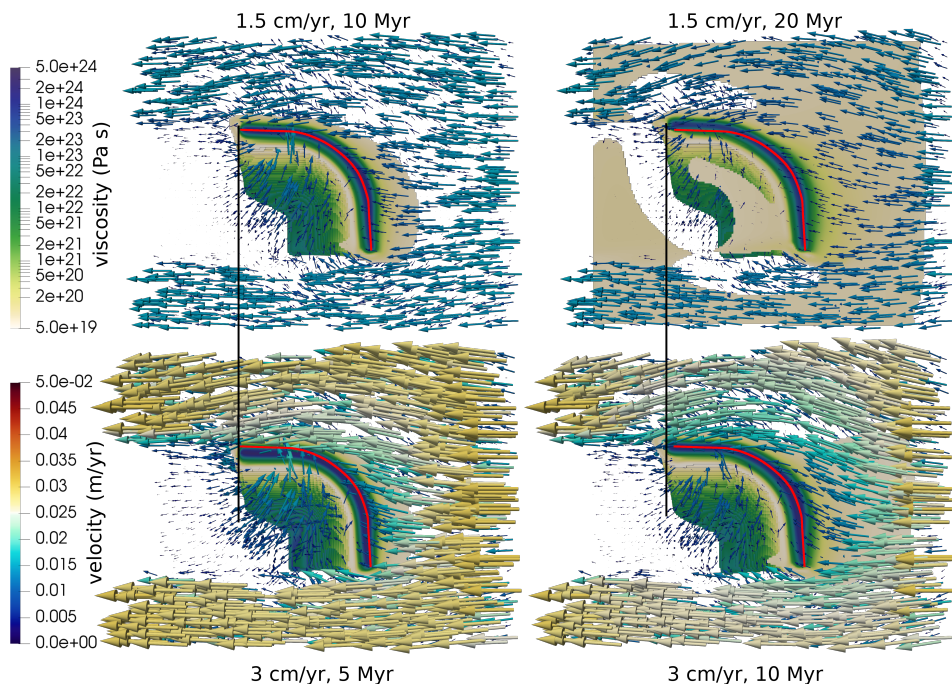 1.5 cm/yr, 10 Myr
1.5 cm/yr, 20 Myr
5.0e+24
2e+24
1e+24
5e+23
2e+23
1e+23
5e+22
2e+22
1e+22
5e+21
2e+21
1e+21
5e+20
2e+20
5.0e+19
viscosity (Pa s)
5.0e-02
0.045
0.04
0.035
0.03
0.025
0.02
0.015
0.01
0.005
0.0e+00
velocity (m/yr)
3 cm/yr, 5 Myr
3 cm/yr, 10 Myr